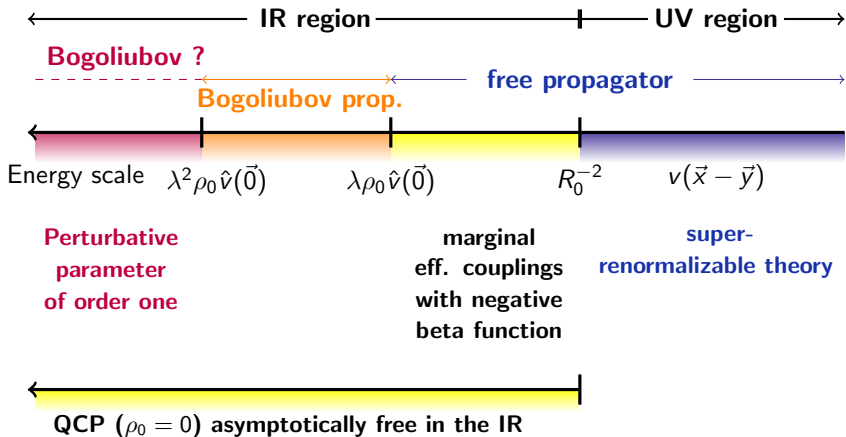 IR region UV region
Bogoliubov ?
free propagator
Bogoliubov prop.
Energy scale λ²ρ₀v̂(0⃗) λρ₀v̂(0⃗) R₀⁻² v(x⃗ − y⃗)
Perturbative marginal super-
parameter eff. couplings renormalizable theory
of order one with negative
beta function
QCP (ρ₀ = 0) asymptotically free in the IR